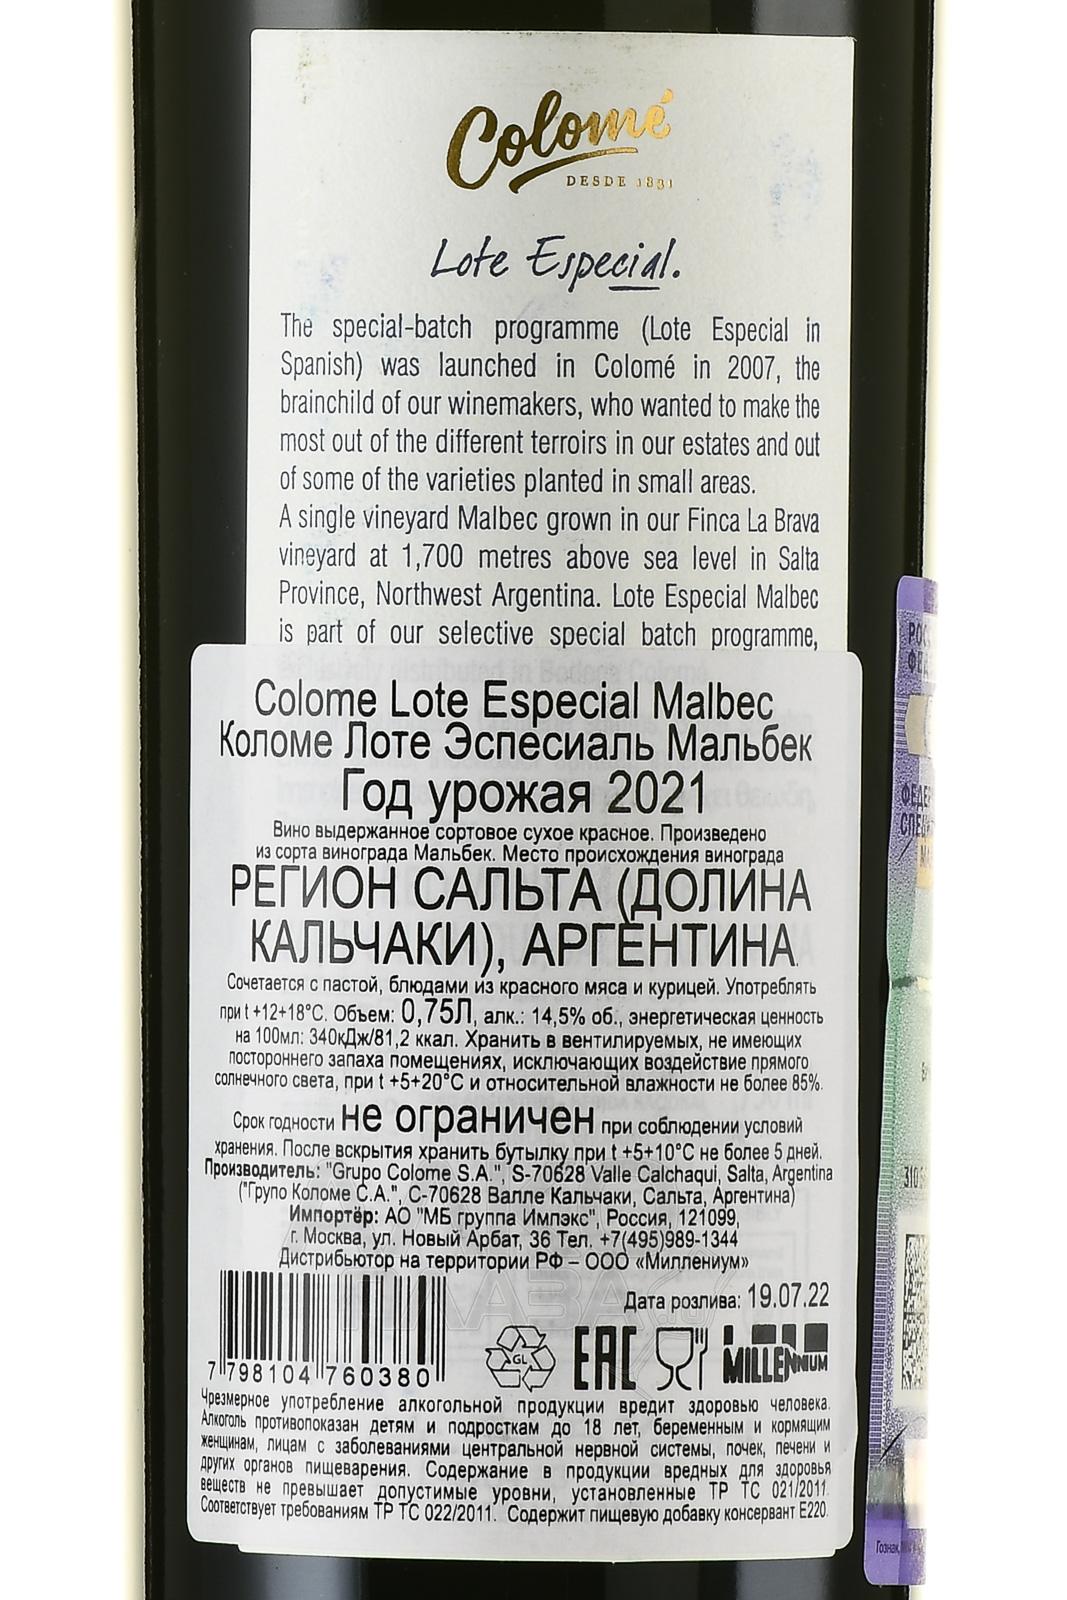 Colomé
DESDE 1831
Lote Especial.
The special-batch programme (Lote Especial in
Spanish) was launched in Colomé in 2007, the
brainchild of our winemakers, who wanted to make the
most out of the different terroirs in our estates and out
of some of the varieties planted in small areas.
A single vineyard Malbec grown in our Finca La Brava
vineyard at 1,700 metres above sea level in Salta
Province, Northwest Argentina. Lote Especial Malbec
is part of our selective special batch programme,
Colome Lote Especial Malbec
Коломе Лоте Эспесиаль Мальбек
Год урожая 2021
Вино выдержанное сортовое сухое красное. Произведено
из сорта винограда Мальбек. Место происхождения винограда
РЕГИОН САЛЬТА (ДОЛИНА
КАЛЬЧАКИ), АРГЕНТИНА.
Сочетается с пастой, блюдами из красного мяса и курицей. Употреблять
при t +12+18°С. Объем: 0,75Л, алк.: 14,5% об., энергетическая ценность
на 100мл: 340кДж/81,2 ккал. Хранить в вентилируемых, не имеющих
постороннего запаха помещениях, исключающих воздействие прямого
солнечного света, при t +5+20°С и относительной влажности не более 85%.
Срок годности не ограничен при соблюдении условий
хранения. После вскрытия хранить бутылку при t +5+10°С не более 5 дней.
Производитель: "Grupo Colome S.A.", S-70628 Valle Calchaqui, Salta, Argentina
("Групо Коломе С.А.", С-70628 Валле Кальчаки, Сальта, Аргентина)
Импортёр: АО "МБ группа Импэкс", Россия, 121099,
г. Москва, ул. Новый Арбат, 36 Тел. +7(495)989-1344
Дистрибьютор на территории РФ – ООО «Миллениум»
Дата розлива: 19.07.22
7 798104 760380
GL
EAC
MILLENNIUM
Чрезмерное употребление алкогольной продукции вредит здоровью человека.
Алкоголь противопоказан детям и подросткам до 18 лет, беременным и кормящим
женщинам, лицам с заболеваниями центральной нервной системы, почек, печени и
других органов пищеварения. Содержание в продукции вредных для здоровья
веществ не превышает допустимые уровни, установленные ТР ТС 021/2011.
Соответствует требованиям ТР ТС 022/2011. Содержит пищевую добавку консервант Е220.